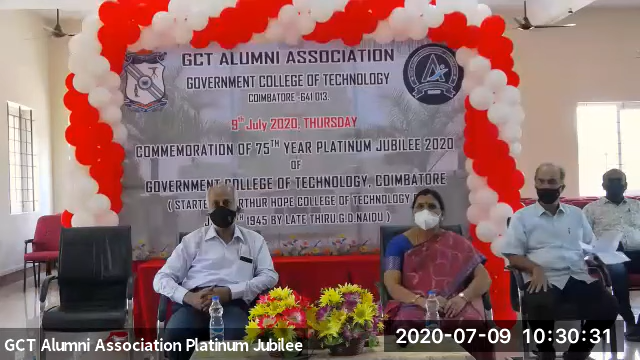 GCT ALUMNI ASSOCIATION
GOVERNMENT COLLEGE OF TECHNOLOGY
COIMBATORE -641 013.
9th July 2020, THURSDAY
COMMEMORATION OF 75TH YEAR PLATINUM JUBILEE 2020
OF
GOVERNMENT COLLEGE OF TECHNOLOGY, COIMBATORE
( STARTE ARTHUR HOPE COLLEGE OF TECHNOLOGY
1945 BY LATE THIRU.G.D.NAIDU )
GCT Alumni Association Platinum Jubilee
2020-07-09 10:30:31